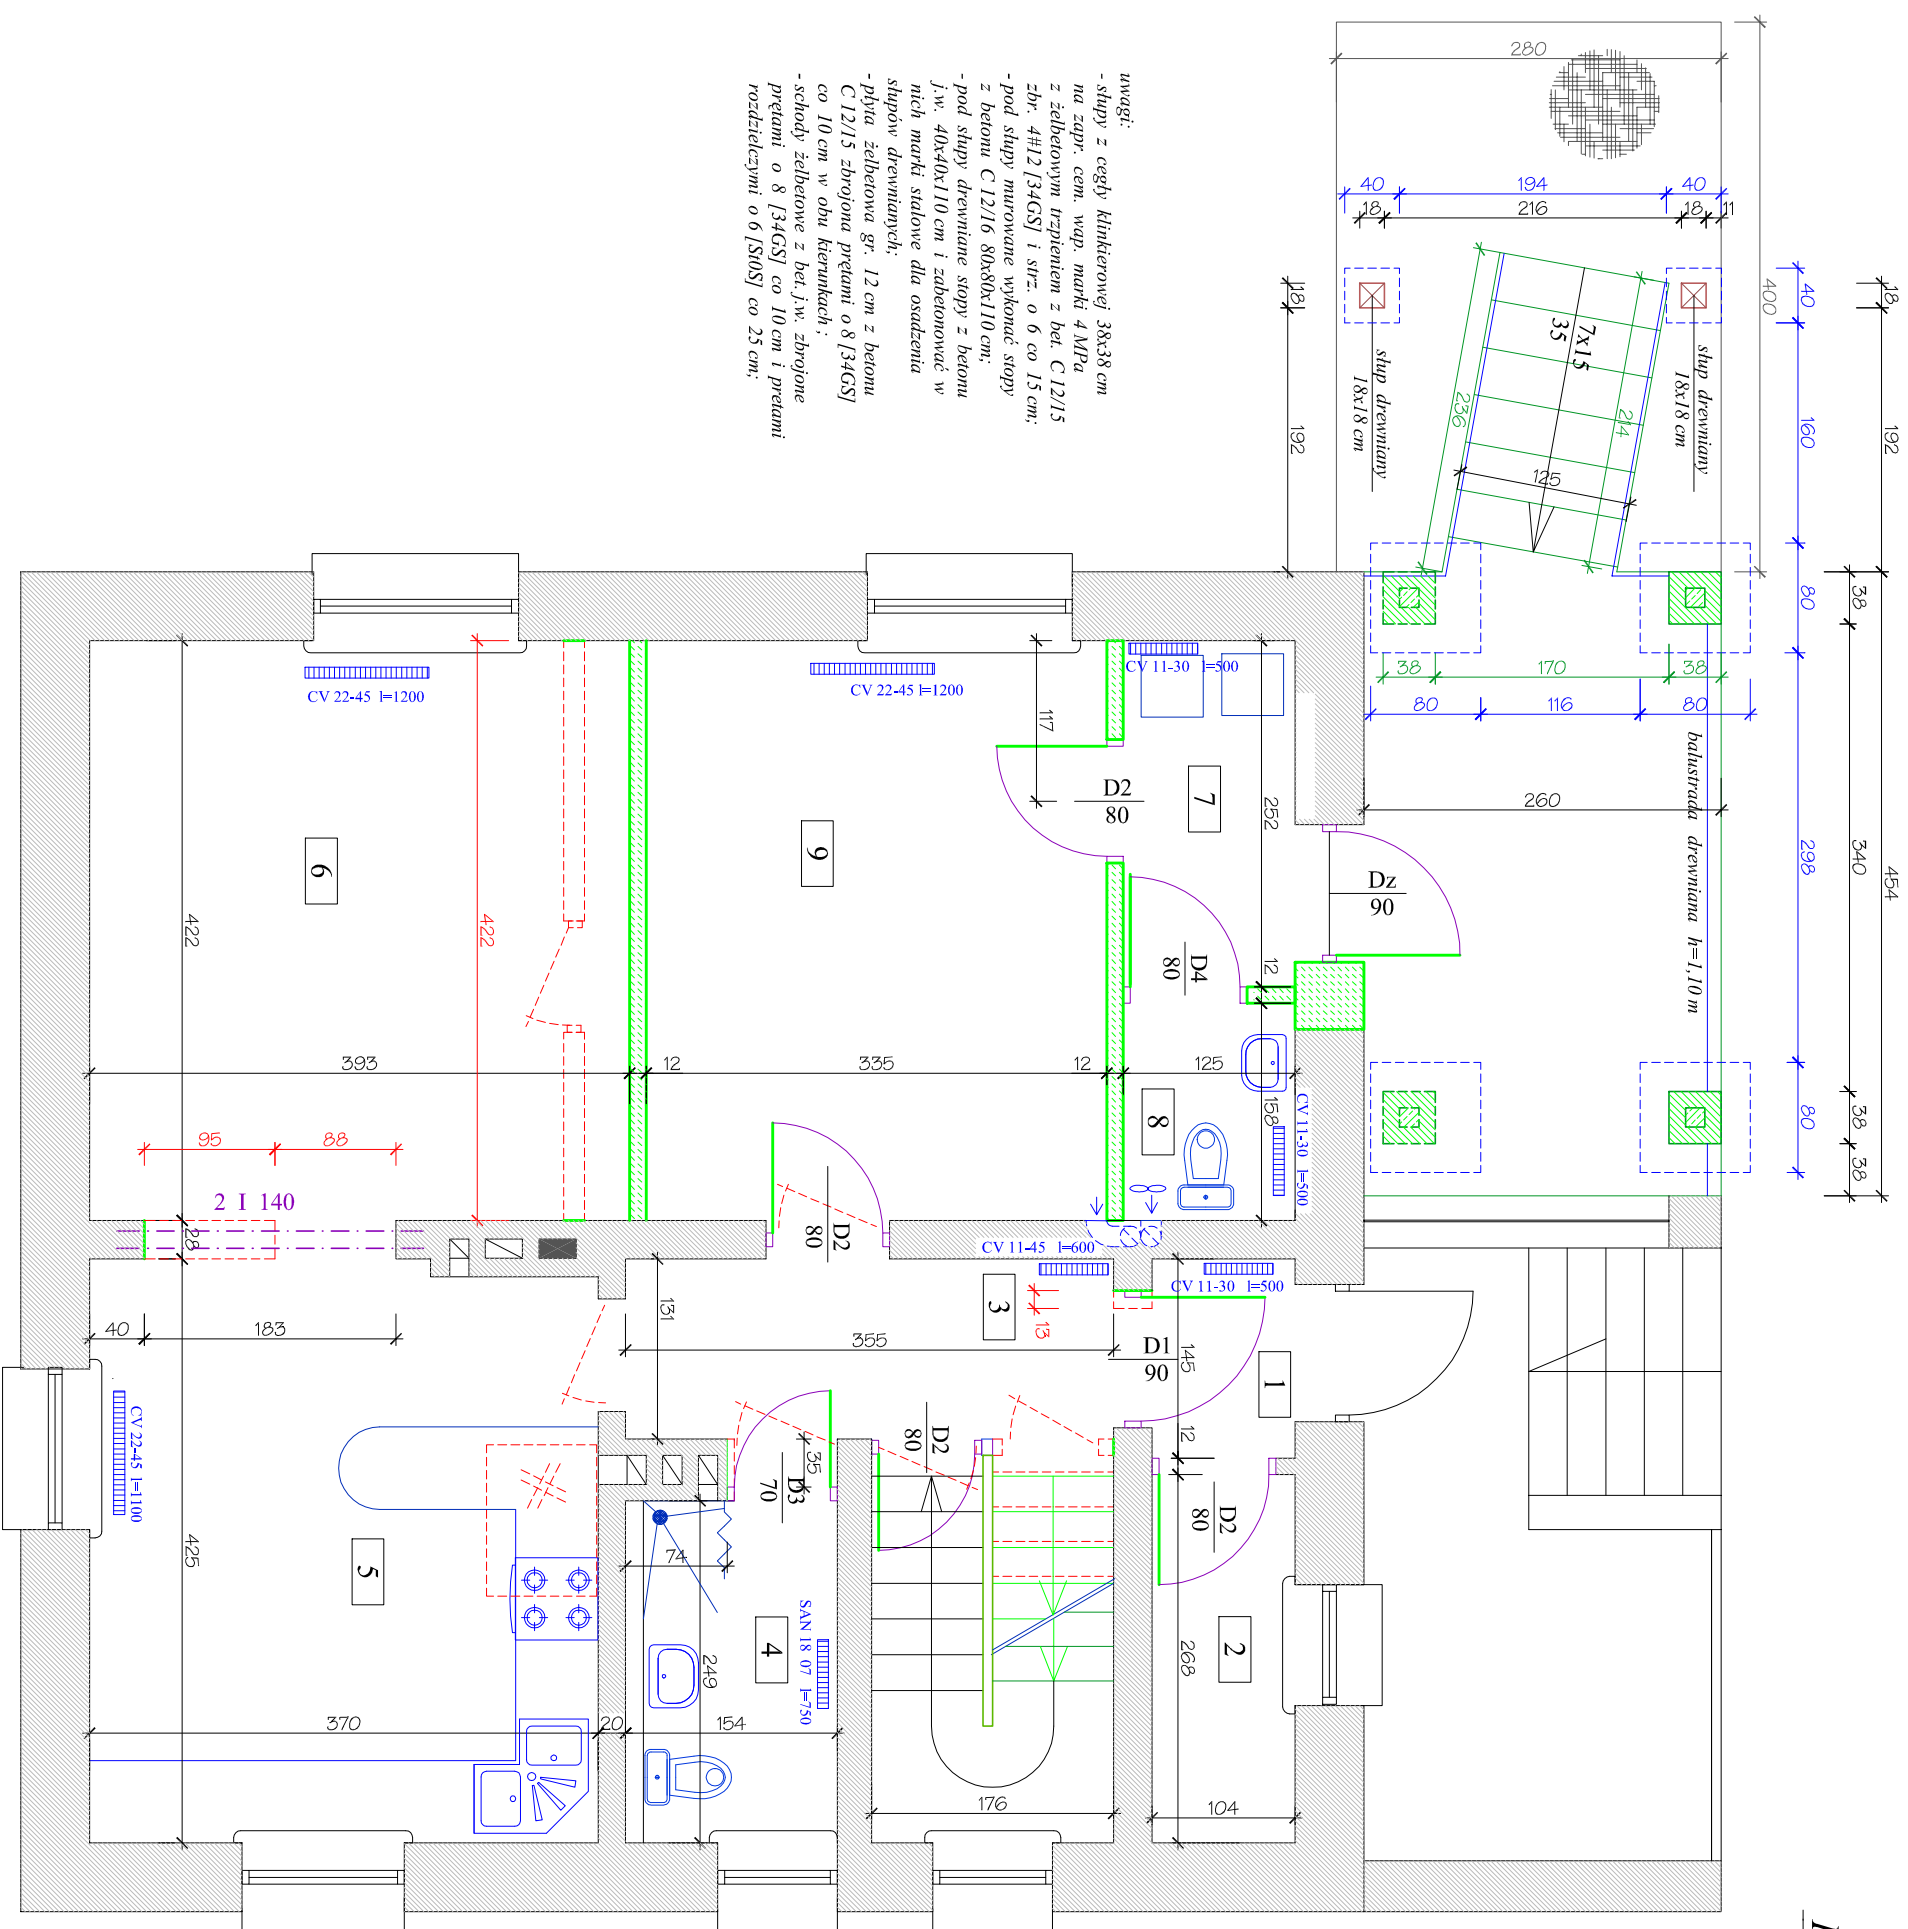 uwagi:
- słupy z cegły klinkierowej 38x38 cm
na zapr. cem. wap. marki 4 MPa
z żelbetowym trzpieniem z bet. C 12/15
zbr. 4#12 [34GS] i strz. o 6 co 15 cm;
- pod słupy murowane wykonać stopy
z betonu C 12/16 80x80x110 cm;
- pod słupy drewniane stopy z betonu
j.w. 40x40x110 cm i zabetonować w
nich marki stalowe dla osadzenia
słupów drewnianych;
- płyta żelbetowa gr. 12 cm z betonu
C 12/15 zbrojona prętami o 8 [34GS]
co 10 cm w obu kierunkach;
- schody żelbetowe z bet. j.w. zbrojone
prętami o 8 [34GS] co 10 cm i prętami
rozdzielczymi o 6 [St0S] co 25 cm;
280
400
40
194
40
18
216
18
11
18
192
40
160
80
298
80
18
192
454
38
340
38
38
słup drewniany
18x18 cm
słup drewniany
18x18 cm
7x15
35
214
236
125
38
170
38
80
116
80
balustrada drewniana h=1,10 m
260
CV 22-45 l=1200
CV 22-45 l=1200
CV 11-30 l=500
117
D2
80
7
252
Dz
90
D4
80
12
6
9
422
422
393
12
335
12
125
158
8
CV 11-30 l=500
95
88
2 I 140
28
D2
80
CV 11-45 l=600
CV 11-30 l=500
3
13
131
355
40
183
D1
90
145
1
12
CV 22-45 l=1100
35
D3
70
D2
80
D2
80
5
425
74
249
4
SAN 18 07 l=750
268
2
370
20
154
176
104